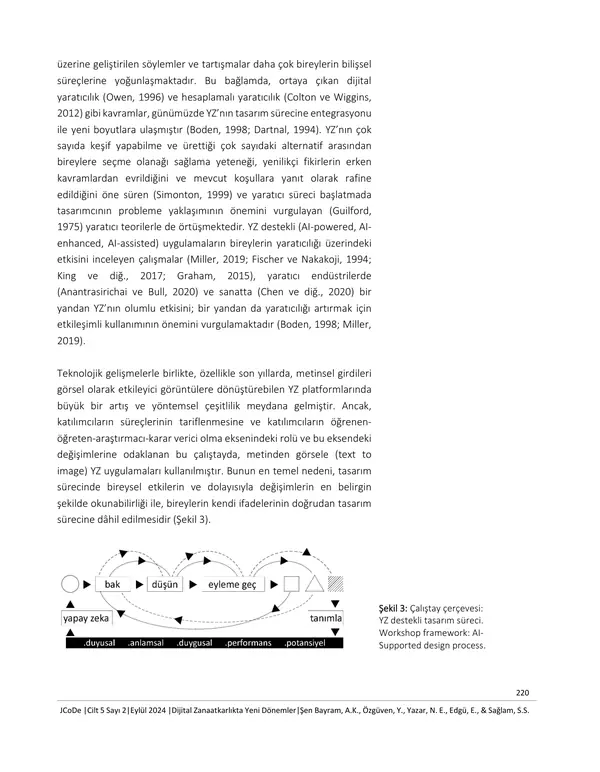 üzerine geliştirilen söylemler ve tartışmalar daha çok bireylerin bilişsel
süreçlerine yoğunlaşmaktadır. Bu bağlamda, ortaya çıkan dijital
yaratıcılık (Owen, 1996) ve hesaplamalı yaratıcılık (Colton ve Wiggins,
2012) gibi kavramlar, günümüzde YZ’nın tasarım sürecine entegrasyonu
ile yeni boyutlara ulaşmıştır (Boden, 1998; Dartnal, 1994). YZ’nın çok
sayıda keşif yapabilme ve ürettiği çok sayıdaki alternatif arasından
bireylere seçme olanağı sağlama yeteneği, yenilikçi fikirlerin erken
kavramlardan evrildiğini ve mevcut koşullara yanıt olarak rafine
edildiğini öne süren (Simonton, 1999) ve yaratıcı süreci başlatmada
tasarımcının probleme yaklaşımının önemini vurgulayan (Guilford,
1975) yaratıcı teorilerle de örtüşmektedir. YZ destekli (AI-powered, AI-
enhanced, AI-assisted) uygulamaların bireylerin yaratıcılığı üzerindeki
etkisini inceleyen çalışmalar (Miller, 2019; Fischer ve Nakakoji, 1994;
King ve diğ., 2017; Graham, 2015), yaratıcı endüstrilerde
(Anantrasirichai ve Bull, 2020) ve sanatta (Chen ve diğ., 2020) bir
yandan YZ’nın olumlu etkisini; bir yandan da yaratıcılığı artırmak için
etkileşimli kullanımının önemini vurgulamaktadır (Boden, 1998; Miller,
2019).
Teknolojik gelişmelerle birlikte, özellikle son yıllarda, metinsel girdileri
görsel olarak etkileyici görüntülere dönüştürebilen YZ platformlarında
büyük bir artış ve yöntemsel çeşitlilik meydana gelmiştir. Ancak,
katılımcıların süreçlerinin tariflenmesine ve katılımcıların öğrenen-
öğreten-araştırmacı-karar verici olma eksenindeki rolü ve bu eksendeki
değişimlerine odaklanan bu çalıştayda, metinden görsele (text to
image) YZ uygulamaları kullanılmıştır. Bunun en temel nedeni, tasarım
sürecinde bireysel etkilerin ve dolayısıyla değişimlerin en belirgin
şekilde okunabilirliği ile, bireylerin kendi ifadelerinin doğrudan tasarım
sürecine dâhil edilmesidir (Şekil 3).
bak düşün eyleme geç
yapay zeka tanımla
.duyusal .anlamsal .duygusal .performans .potansiyel
Şekil 3: Çalıştay çerçevesi:
YZ destekli tasarım süreci.
Workshop framework: AI-
Supported design process.
220
JCoDe |Cilt 5 Sayı 2|Eylül 2024 |Dijital Zanaatkarlıkta Yeni Dönemler|Şen Bayram, A.K., Özgüven, Y., Yazar, N. E., Edgü, E., & Sağlam, S.S.